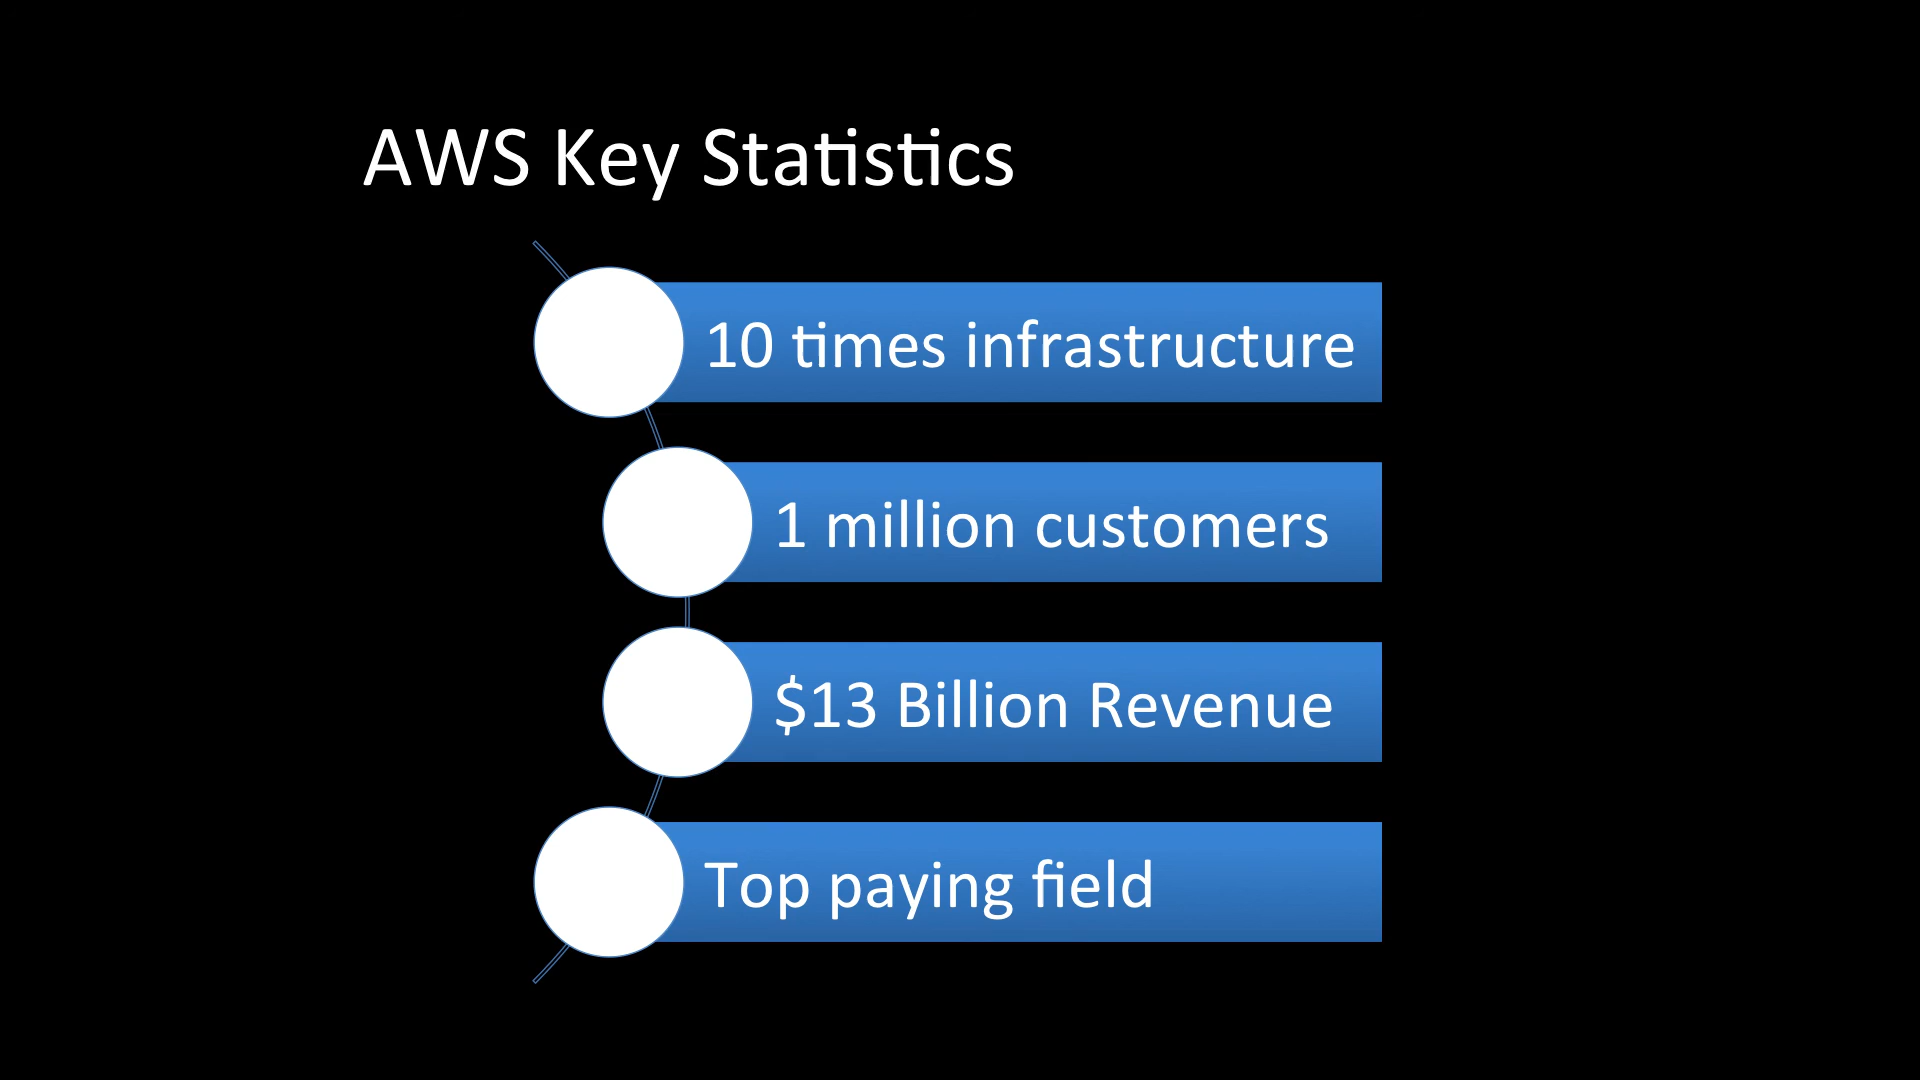 AWS Key Statistics
10 times infrastructure
1 million customers
$13 Billion Revenue
Top paying field